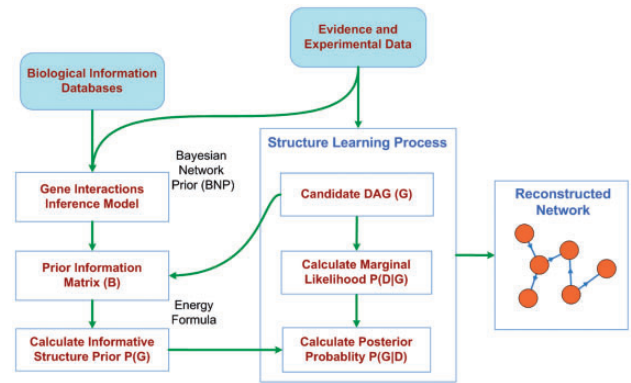 Evidence and
Experimental Data
Biological Information
Databases
Structure Learning Process
Bayesian
Network
Prior (BNP)
Gene Interactions
Inference Model
Candidate DAG (G)
Reconstructed
Network
Prior Information
Matrix (B)
Calculate Marginal
Likelihood P(D|G)
Energy
Formula
Calculate Informative
Structure Prior P(G)
Calculate Posterior
Probablity P(G|D)